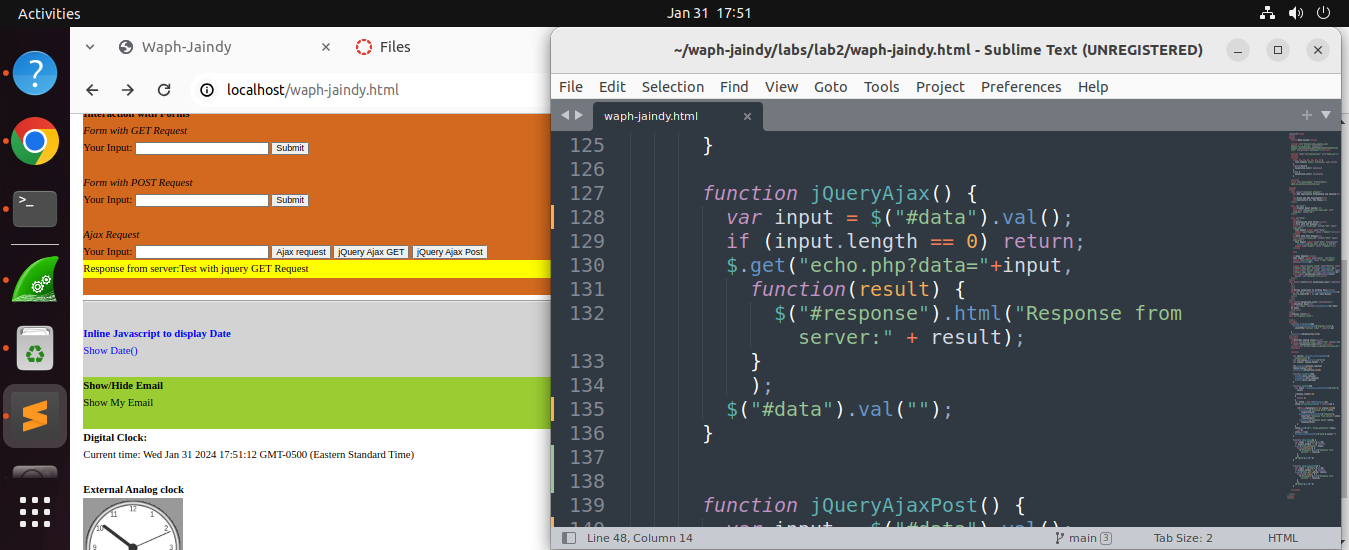 Activities
Jan 31 17:51
Waph-Jaindy
Files
localhost/waph-jaindy.html
Interaction with Forms
Form with GET Request
Your Input: Submit
Form with POST Request
Your Input: Submit
Ajax Request
Your Input: Ajax request jQuery Ajax GET jQuery Ajax Post
Response from server:Test with jquery GET Request
Inline Javascript to display Date
Show Date()
Show/Hide Email
Show My Email
Digital Clock:
Current time: Wed Jan 31 2024 17:51:12 GMT-0500 (Eastern Standard Time)
External Analog clock
11 12 1
10 2
9 3
~/waph-jaindy/labs/lab2/waph-jaindy.html - Sublime Text (UNREGISTERED)
File Edit Selection Find View Goto Tools Project Preferences Help
waph-jaindy.html
125 }
126
127 function jQueryAjax() {
128 var input = $("#data").val();
129 if (input.length == 0) return;
130 $.get("echo.php?data="+input,
131 function(result) {
132 $("#response").html("Response from
server:" + result);
133 }
134 );
135 $("#data").val("");
136 }
137
138
139 function jQueryAjaxPost() {
140 var input = $("#data").val();
Line 48, Column 14
main 3
Tab Size: 2
HTML